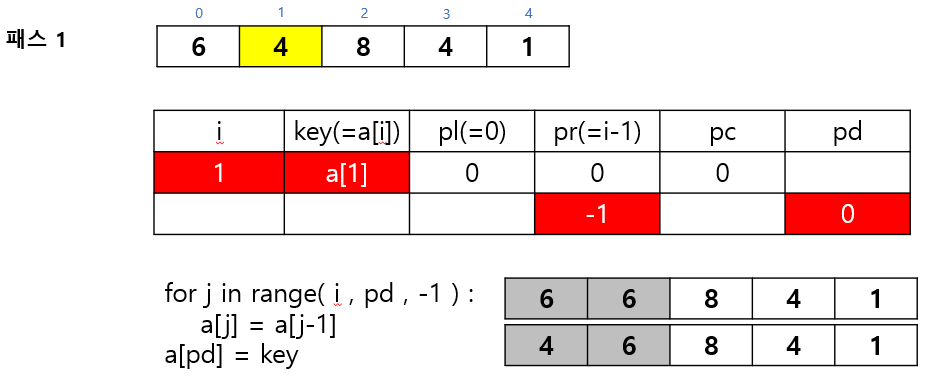 0 1 2 3 4
패스 1
6 4 8 4 1
i key(=a[i]) pl(=0) pr(=i-1) pc pd
1 a[1] 0 0 0
-1 0
for j in range( i , pd , -1 ) :
a[j] = a[j-1]
a[pd] = key
6 6 8 4 1
4 6 8 4 1